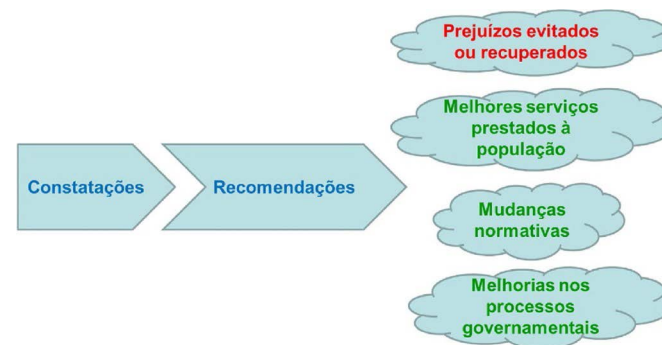 Constatações
Recomendações
Prejuízos evitados
ou recuperados
Melhores serviços
prestados à
população
Mudanças
normativas
Melhorias nos
processos
governamentais